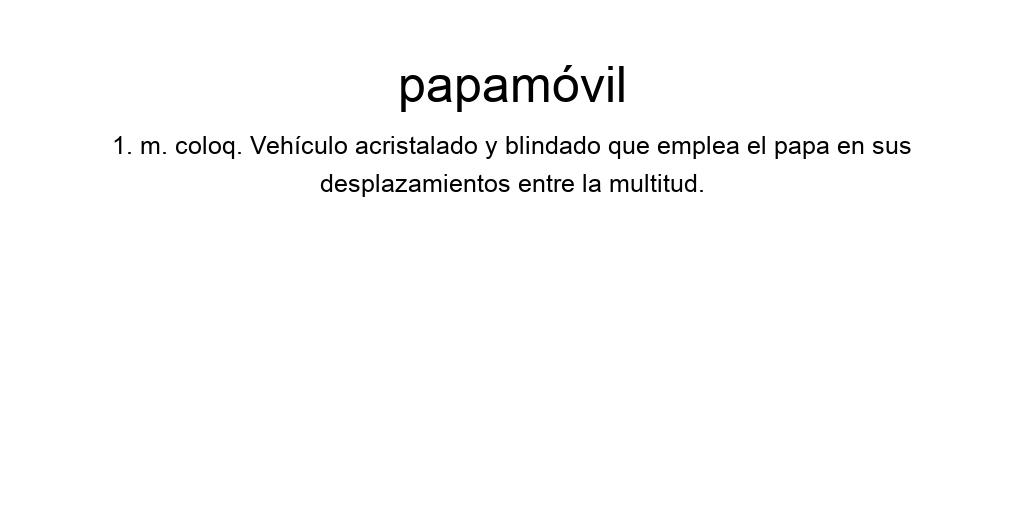 papamóvil
1. m. coloq. Vehículo acristalado y blindado que emplea el papa en sus
desplazamientos entre la multitud.